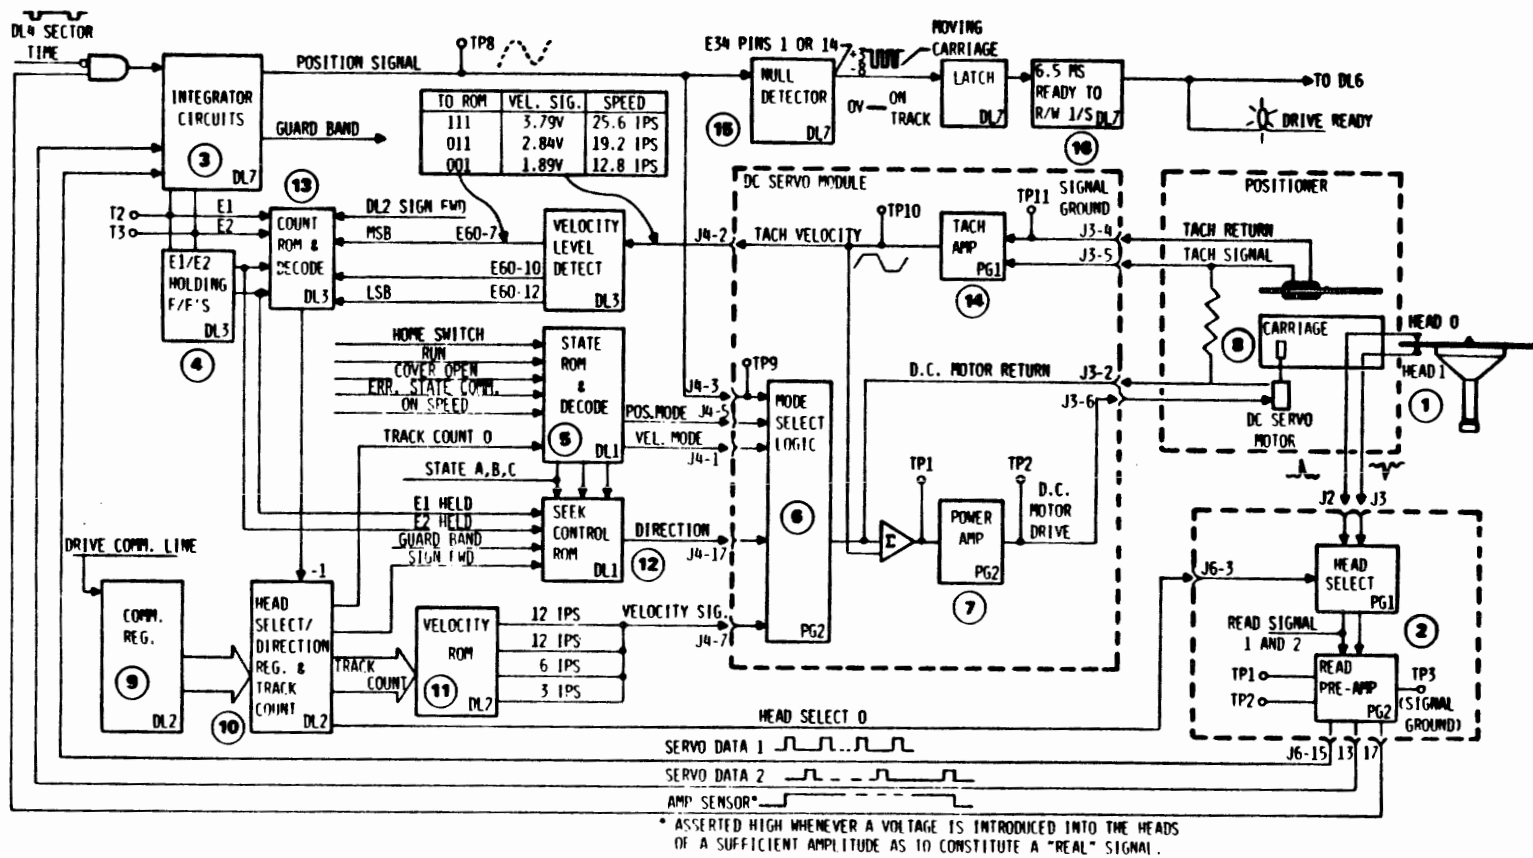 DL4 SECTOR
TIME
INTEGRATOR
CIRCUITS
3
DL7
POSITION SIGNAL
TP8
GUARD BAND
TO ROM VEL. SIG. SPEED
111 3.79V 25.6 IPS
011 2.84V 19.2 IPS
001 1.89V 12.8 IPS
E34 PINS 1 OR 14
+3
-8
MOVING
CARRIAGE
NULL
DETECTOR
DL7
15
0V — ON
TRACK
LATCH
DL7
6.5 MS
READY TO
R/W 1/S DL7
16
TO DL6
DRIVE READY
T2
T3
E1
E2
13
COUNT
ROM &
DECODE
DL3
DL2 SIGN FWD
MSB E60-7
E60-10
LSB E60-12
VELOCITY
LEVEL
DETECT
DL3
E1/E2
HOLDING
F/F'S
DL3
4
DC SERVO MODULE
J4-2
TACH VELOCITY
TP10
TACH
AMP
PG1
14
TP11
SIGNAL
GROUND
J3-4
J3-5
POSITIONER
TACH RETURN
TACH SIGNAL
8
CARRIAGE
DC SERVO
MOTOR
HEAD 0
HEAD 1
1
HOME SWITCH
RUN
COVER OPEN
ERR. STATE COMM.
ON SPEED
TRACK COUNT 0
STATE A,B,C
STATE
ROM
&
DECODE
5
DL1
J4-3
POS.MODE J4-5
VEL. MODE
J4-1
TP9
MODE
SELECT
LOGIC
6
PG2
D.C. MOTOR RETURN
J3-2
J3-6
TP1
TP2
D.C.
MOTOR
DRIVE
Σ
POWER
AMP
PG2
7
E1 HELD
E2 HELD
GUARD BAND
SIGN FWD
SEEK
CONTROL
ROM
DL1
12
DIRECTION
J4-17
DRIVE COMM. LINE
COMM.
REG.
9
DL2
-1
HEAD
SELECT/
DIRECTION
REG. &
TRACK
COUNT
DL2
10
TRACK
COUNT
VELOCITY
ROM
11
DL2
12 IPS
12 IPS
6 IPS
3 IPS
VELOCITY SIG.
J4-7
J2
J3
J6-3
HEAD
SELECT
PG1
2
READ SIGNAL
1 AND 2
TP1
TP2
READ
PRE-AMP
PG2
TP3
(SIGNAL
GROUND)
J6-15 13 17
HEAD SELECT 0
SERVO DATA 1
SERVO DATA 2
AMP SENSOR*
* ASSERTED HIGH WHENEVER A VOLTAGE IS INTRODUCED INTO THE HEADS
OF A SUFFICIENT AMPLITUDE AS TO CONSTITUTE A "REAL" SIGNAL.